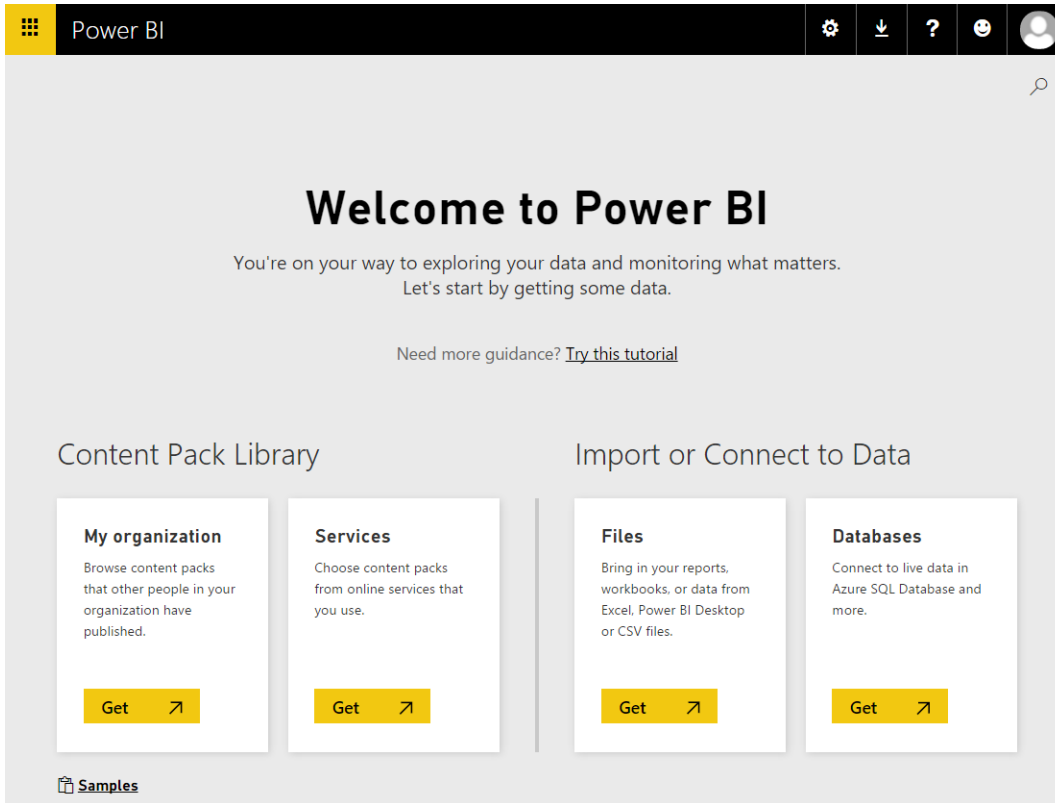 Power BI
?
Welcome to Power BI
You're on your way to exploring your data and monitoring what matters.
Let's start by getting some data.
Need more guidance? Try this tutorial
Content Pack Library
My organization
Browse content packs
that other people in your
organization have
published.
Get
Services
Choose content packs
from online services that
you use.
Get
Import or Connect to Data
Files
Bring in your reports,
workbooks, or data from
Excel, Power BI Desktop
or CSV files.
Get
Databases
Connect to live data in
Azure SQL Database and
more.
Get
Samples